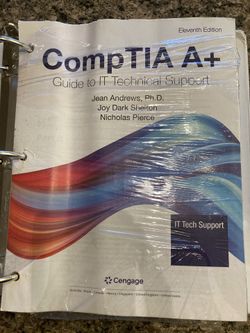 Eleventh Edition
CompTIA A+
Guide to IT Technical Support
Jean Andrews, Ph.D.
Joy Dark Shelton
Nicholas Pierce
IT Tech Support
Cengage